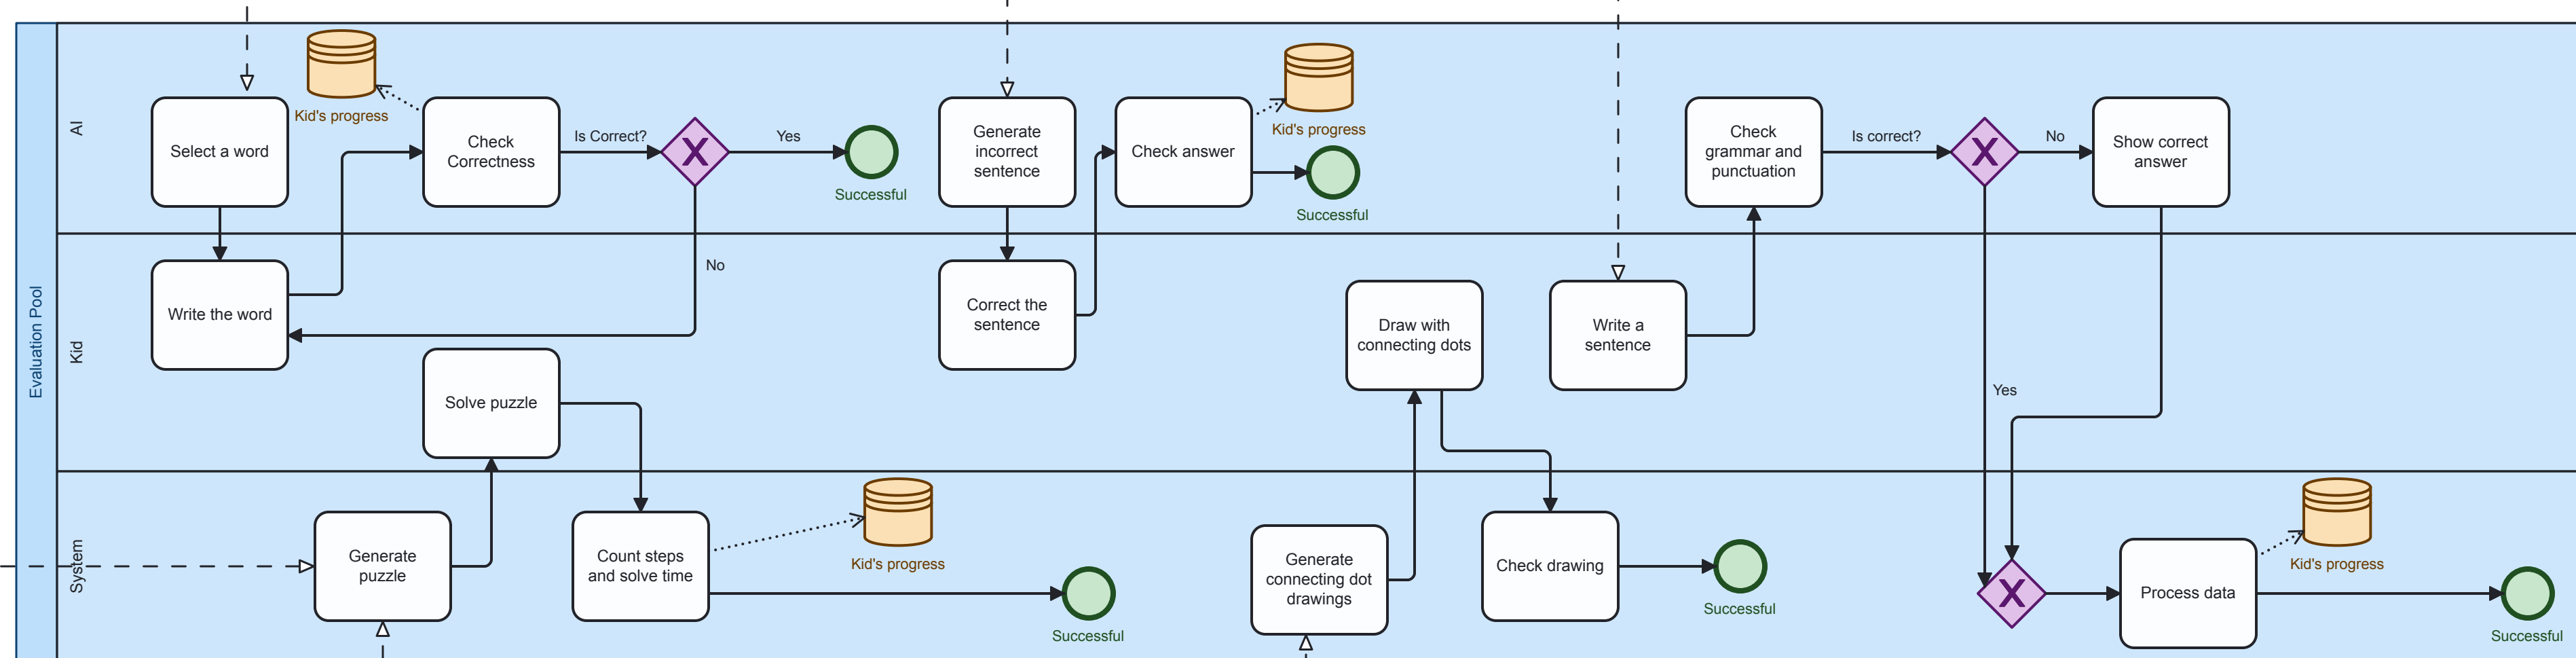 Evaluation Pool
AI
Select a word
Kid's progress
Check
Correctness
Is Correct?
X
Yes
Successful
No
Generate
incorrect
sentence
Check answer
Kid's progress
Successful
Check
grammar and
punctuation
Is correct?
X
No
Show correct
answer
Kid
Write the word
Solve puzzle
Correct the
sentence
Draw with
connecting dots
Write a
sentence
Yes
System
Generate
puzzle
Count steps
and solve time
Kid's progress
Successful
Generate
connecting dot
drawings
Check drawing
Successful
X
Process data
Kid's progress
Successful